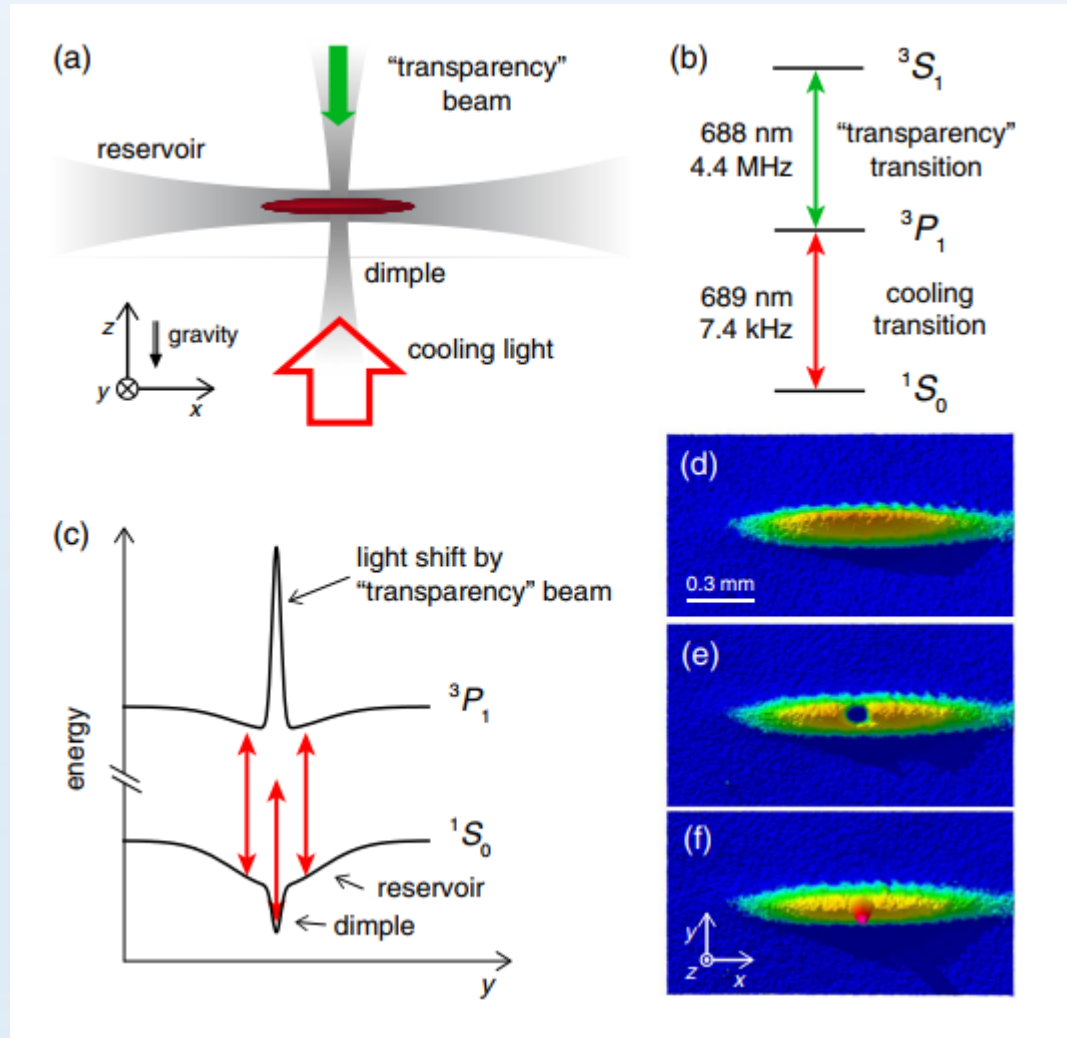 (a)
“transparency”
beam
reservoir
dimple
cooling light
z
gravity
y
x
(b)
³S₁
688 nm
4.4 MHz
“transparency”
transition
³P₁
689 nm
7.4 kHz
cooling
transition
¹S₀
(c)
light shift by
“transparency” beam
³P₁
energy
¹S₀
reservoir
dimple
y
(d)
0.3 mm
(e)
(f)
y
z
x